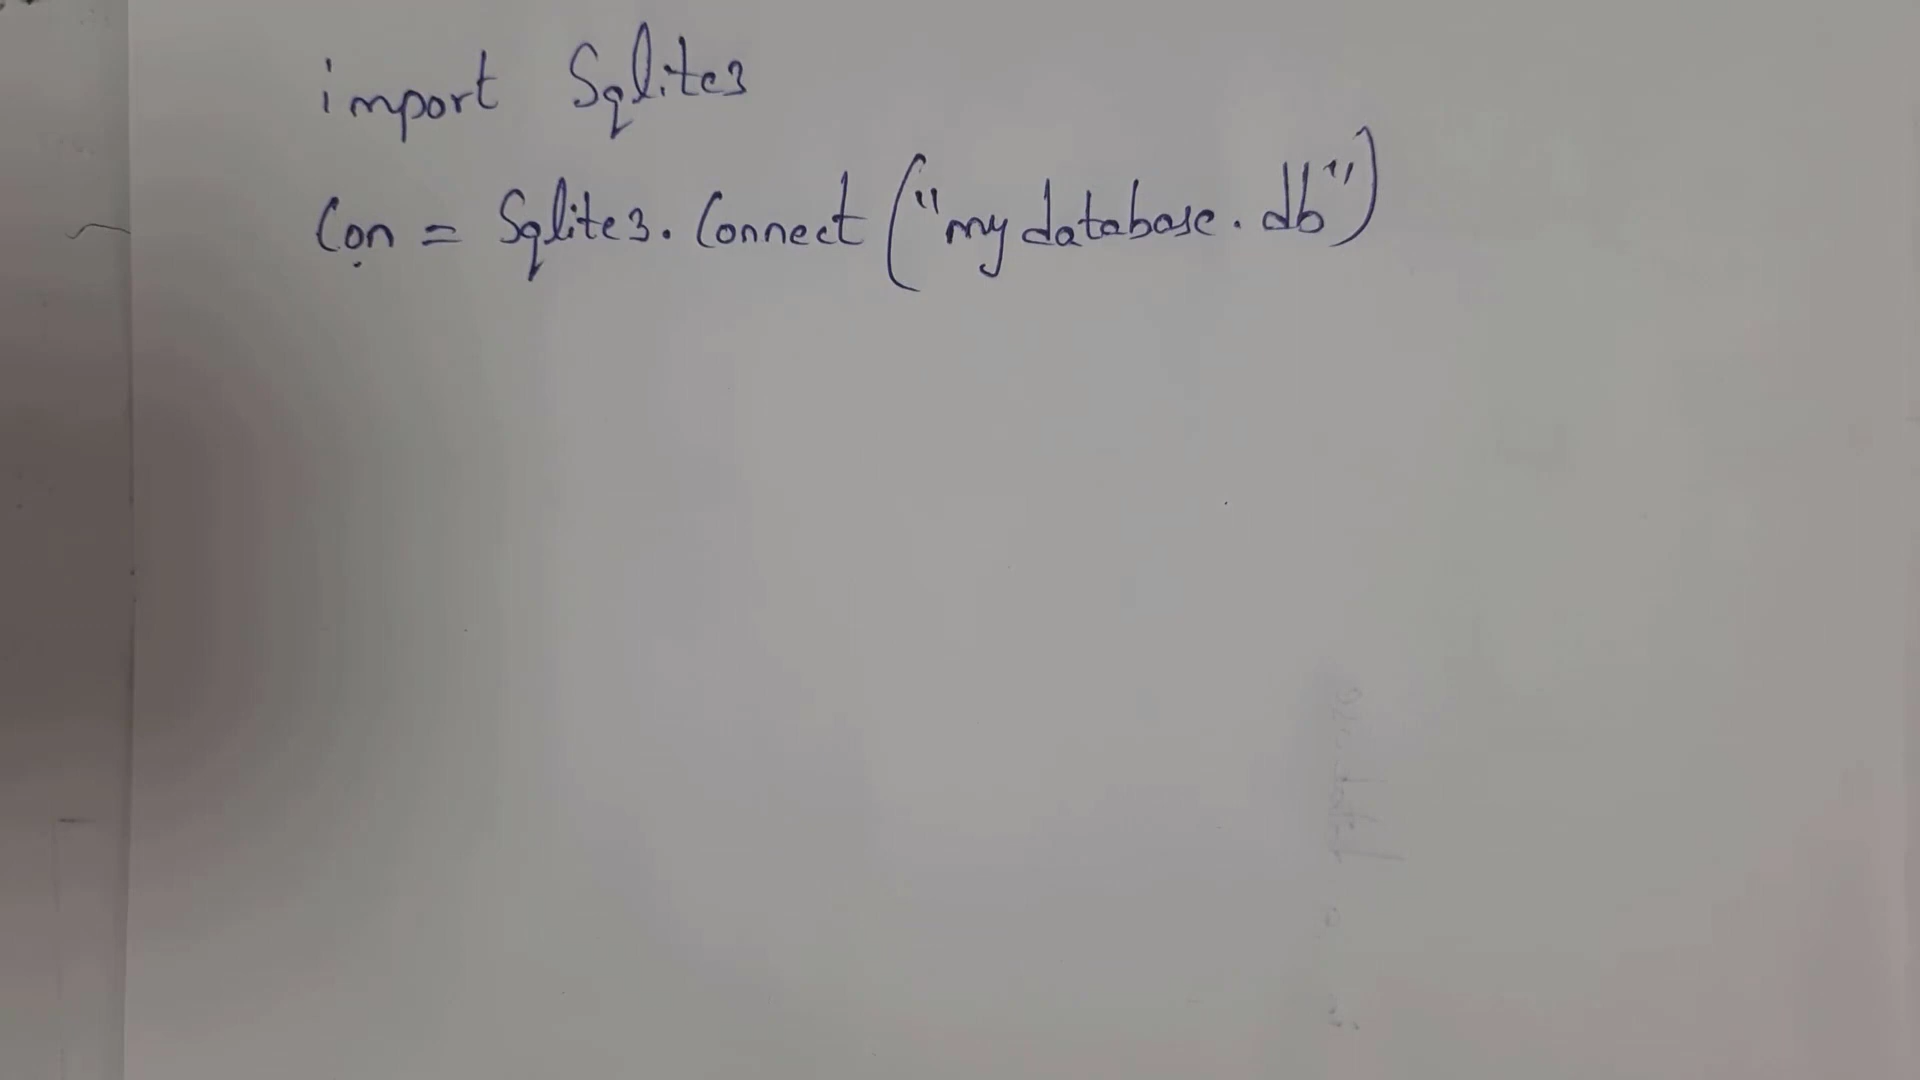 import Sqlite3
Con = Sqlite3.Connect ("my database.db")